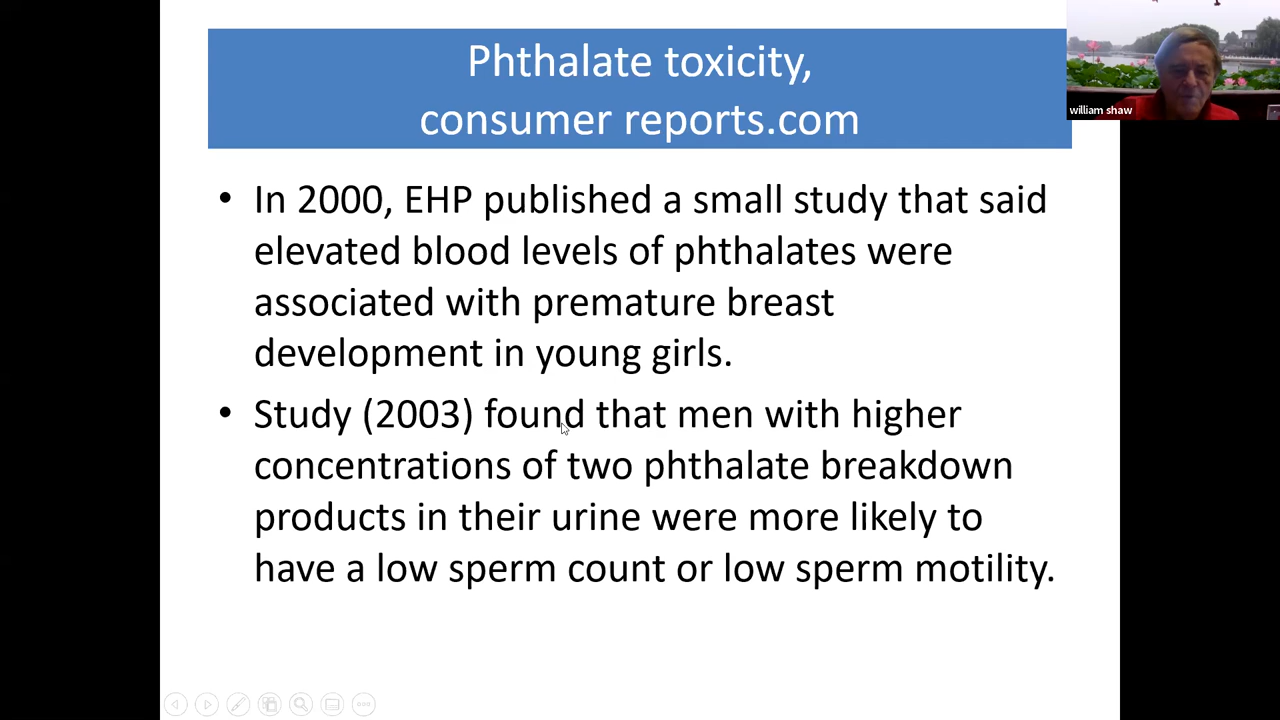 Phthalate toxicity,
consumer reports.com
william shaw
• In 2000, EHP published a small study that said
elevated blood levels of phthalates were
associated with premature breast
development in young girls.
• Study (2003) found that men with higher
concentrations of two phthalate breakdown
products in their urine were more likely to
have a low sperm count or low sperm motility.